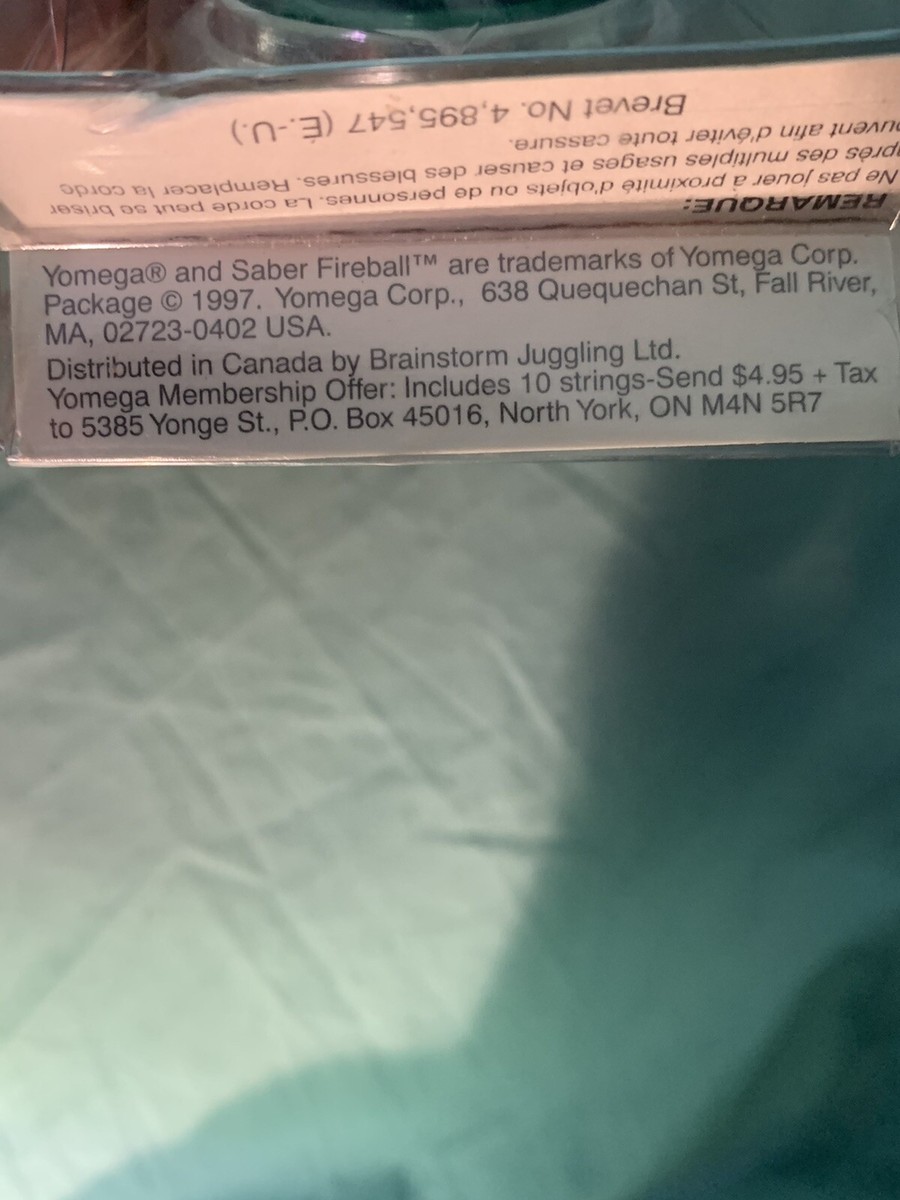 REMARQUE:
Ne pas jouer à proximité d'objets ou de personnes. La corde peut se briser
après des multiples usages et causer des blessures. Remplacer la corde
souvent afin d'éviter toute cassure.
Brevet No. 4,895,547 (É.-U.)
Yomega® and Saber Fireball™ are trademarks of Yomega Corp.
Package © 1997. Yomega Corp., 638 Quequechan St, Fall River,
MA, 02723-0402 USA.
Distributed in Canada by Brainstorm Juggling Ltd.
Yomega Membership Offer: Includes 10 strings-Send $4.95 + Tax
to 5385 Yonge St., P.O. Box 45016, North York, ON M4N 5R7